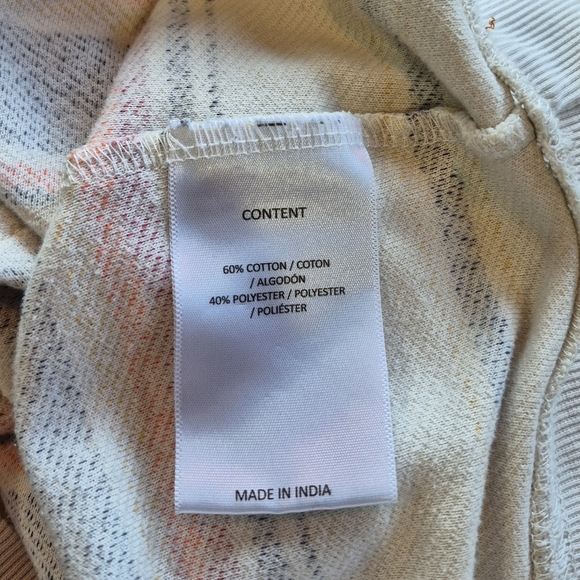 CONTENT
60% COTTON / COTON
/ ALGODÓN
40% POLYESTER / POLYESTER
/ POLIÉSTER
MADE IN INDIA